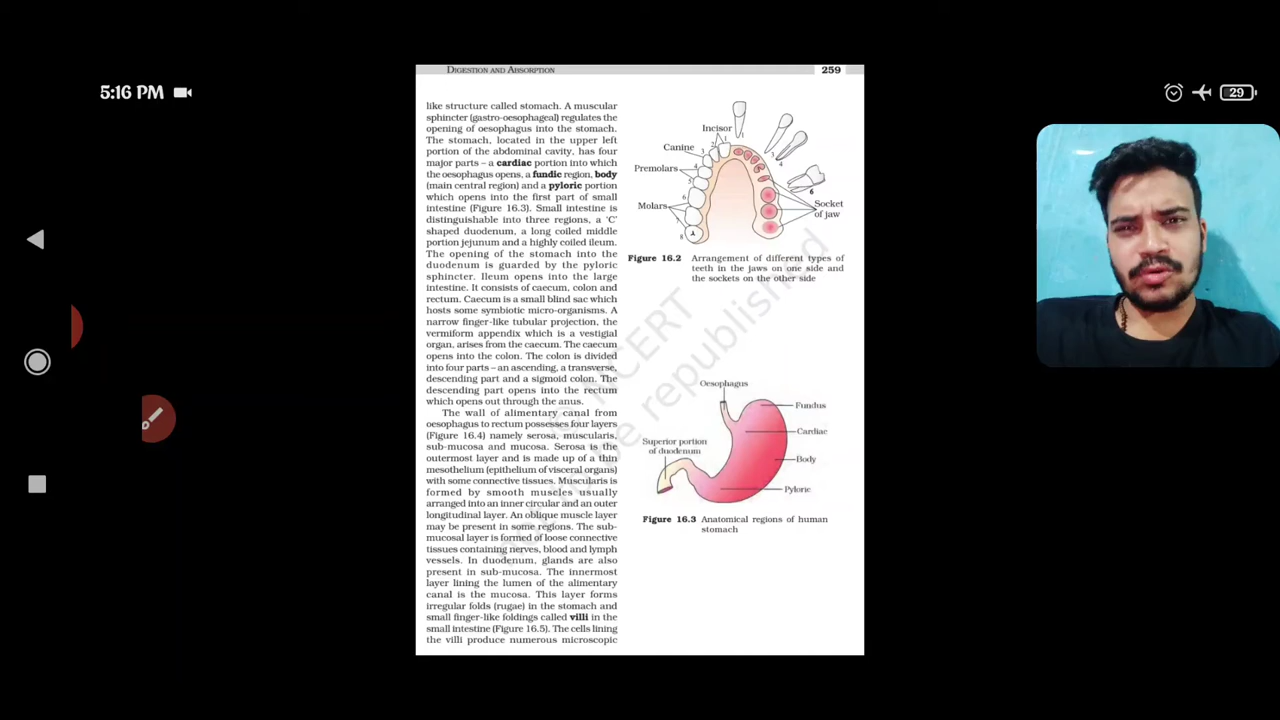 5:16 PM
29
DIGESTION AND ABSORPTION
259
like structure called stomach. A muscular
sphincter (gastro-oesophageal) regulates the
opening of oesophagus into the stomach.
The stomach, located in the upper left
portion of the abdominal cavity, has four
major parts – a cardiac portion into which
the oesophagus opens, a fundic region, body
(main central region) and a pyloric portion
which opens into the first part of small
intestine (Figure 16.3). Small intestine is
distinguishable into three regions, a ‘C’
shaped duodenum, a long coiled middle
portion jejunum and a highly coiled ileum.
The opening of the stomach into the
duodenum is guarded by the pyloric
sphincter. Ileum opens into the large
intestine. It consists of caecum, colon and
rectum. Caecum is a small blind sac which
hosts some symbiotic micro-organisms. A
narrow finger-like tubular projection, the
vermiform appendix which is a vestigial
organ, arises from the caecum. The caecum
opens into the colon. The colon is divided
into four parts – an ascending, a transverse,
descending part and a sigmoid colon. The
descending part opens into the rectum
which opens out through the anus.
The wall of alimentary canal from
oesophagus to rectum possesses four layers
(Figure 16.4) namely serosa, muscularis,
sub-mucosa and mucosa. Serosa is the
outermost layer and is made up of a thin
mesothelium (epithelium of visceral organs)
with some connective tissues. Muscularis is
formed by smooth muscles usually
arranged into an inner circular and an outer
longitudinal layer. An oblique muscle layer
may be present in some regions. The sub-
mucosal layer is formed of loose connective
tissues containing nerves, blood and lymph
vessels. In duodenum, glands are also
present in sub-mucosa. The innermost
layer lining the lumen of the alimentary
canal is the mucosa. This layer forms
irregular folds (rugae) in the stomach and
small finger-like foldings called villi in the
small intestine (Figure 16.5). The cells lining
the villi produce numerous microscopic
Incisor
1
1
2
Canine
3
3
Premolars
4
4
5
6
6
Molars
7
8
Socket
of jaw
Figure 16.2 Arrangement of different types of
teeth in the jaws on one side and
the sockets on the other side
Oesophagus
Fundus
Cardiac
Superior portion
of duodenum
Body
Pyloric
Figure 16.3 Anatomical regions of human
stomach
© NCERT
not to be republished